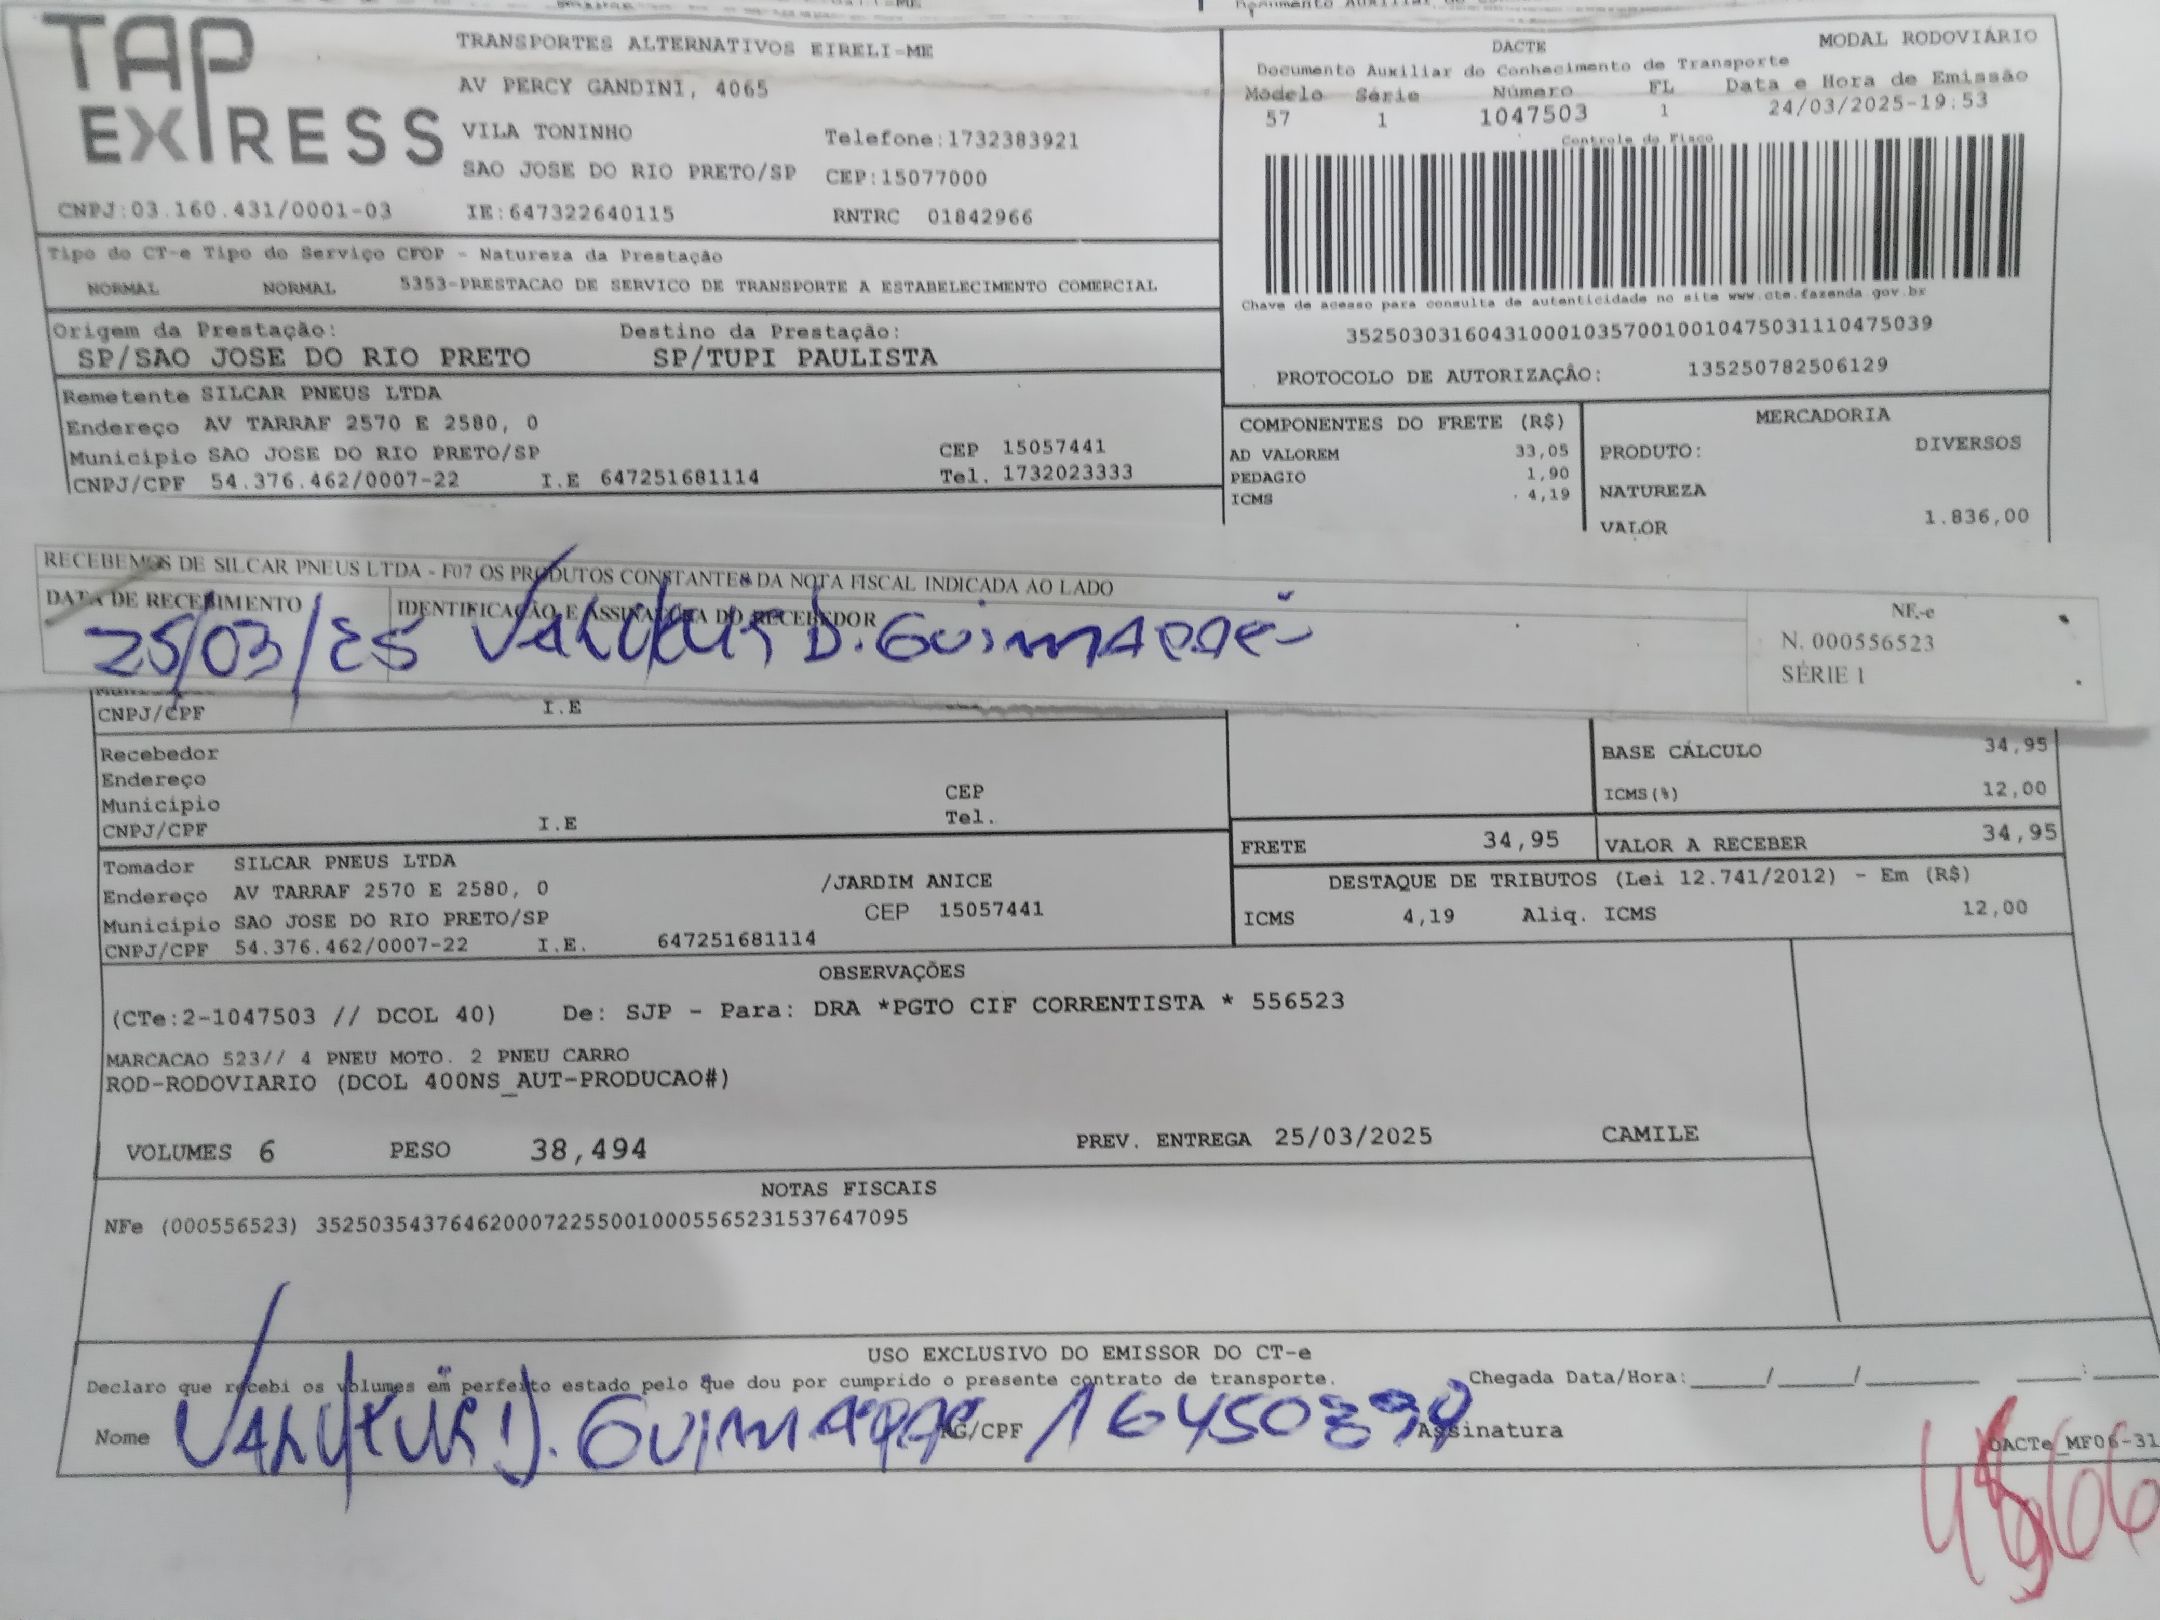 TAP EXPRESS
TRANSPORTES ALTERNATIVOS EIRELI-ME
AV PERCY GANDINI, 4065
VILA TONINHO Telefone:1732383921
SAO JOSE DO RIO PRETO/SP CEP:15077000
CNPJ:03.160.431/0001-03 IE:647322640115 RNTRC 01842966
DACTE MODAL RODOVIÁRIO
Documento Auxiliar do Conhecimento de Transporte
Modelo Série Número FL Data e Hora de Emissão
57 1 1047503 1 24/03/2025-19:53
Controle do Fisco
Chave de acesso para consulta de autenticidade no site www.cte.fazenda.gov.br
35250303160431000103570010010475031110475039
PROTOCOLO DE AUTORIZAÇÃO: 135250782506129
Tipo do CT-e Tipo do Serviço CFOP - Natureza da Prestação
NORMAL NORMAL 5353-PRESTACAO DE SERVICO DE TRANSPORTE A ESTABELECIMENTO COMERCIAL
Origem da Prestação: Destino da Prestação:
SP/SAO JOSE DO RIO PRETO SP/TUPI PAULISTA
Remetente SILCAR PNEUS LTDA
Endereço AV TARRAF 2570 E 2580, 0
Município SAO JOSE DO RIO PRETO/SP CEP 15057441
CNPJ/CPF 54.376.462/0007-22 I.E 647251681114 Tel. 1732023333
COMPONENTES DO FRETE (R$)
AD VALOREM 33,05
PEDAGIO 1,90
ICMS 4,19
MERCADORIA
PRODUTO: DIVERSOS
NATUREZA
VALOR 1.836,00
RECEBEMOS DE SILCAR PNEUS LTDA - F07 OS PRODUTOS CONSTANTES DA NOTA FISCAL INDICADA AO LADO
DATA DE RECEBIMENTO IDENTIFICAÇÃO E ASSINATURA DO RECEBEDOR
25/03/25 D. GUIMARÃE
NF-e
N. 000556523
SÉRIE 1
CNPJ/CPF I.E
Recebedor
Endereço
Município CEP
CNPJ/CPF I.E Tel.
BASE CÁLCULO 34,95
ICMS(%) 12,00
FRETE 34,95 VALOR A RECEBER 34,95
Tomador SILCAR PNEUS LTDA
Endereço AV TARRAF 2570 E 2580, 0 /JARDIM ANICE
Município SAO JOSE DO RIO PRETO/SP CEP 15057441
CNPJ/CPF 54.376.462/0007-22 I.E. 647251681114
DESTAQUE DE TRIBUTOS (Lei 12.741/2012) - Em (R$)
ICMS 4,19 Aliq. ICMS 12,00
OBSERVAÇÕES
(CTe:2-1047503 // DCOL 40) De: SJP - Para: DRA *PGTO CIF CORRENTISTA * 556523
MARCACAO 523// 4 PNEU MOTO. 2 PNEU CARRO
ROD-RODOVIARIO (DCOL 400NS_AUT-PRODUCAO#)
VOLUMES 6 PESO 38,494 PREV. ENTREGA 25/03/2025 CAMILE
NOTAS FISCAIS
NFe (000556523) 35250354376462000722550010005565231537647095
USO EXCLUSIVO DO EMISSOR DO CT-e
Declaro que recebi os volumes em perfeito estado pelo que dou por cumprido o presente contrato de transporte. Chegada Data/Hora:____/____/______ ___:___
Nome D. GUIMARÃE RG/CPF Assinatura
DACTe_MF06-31